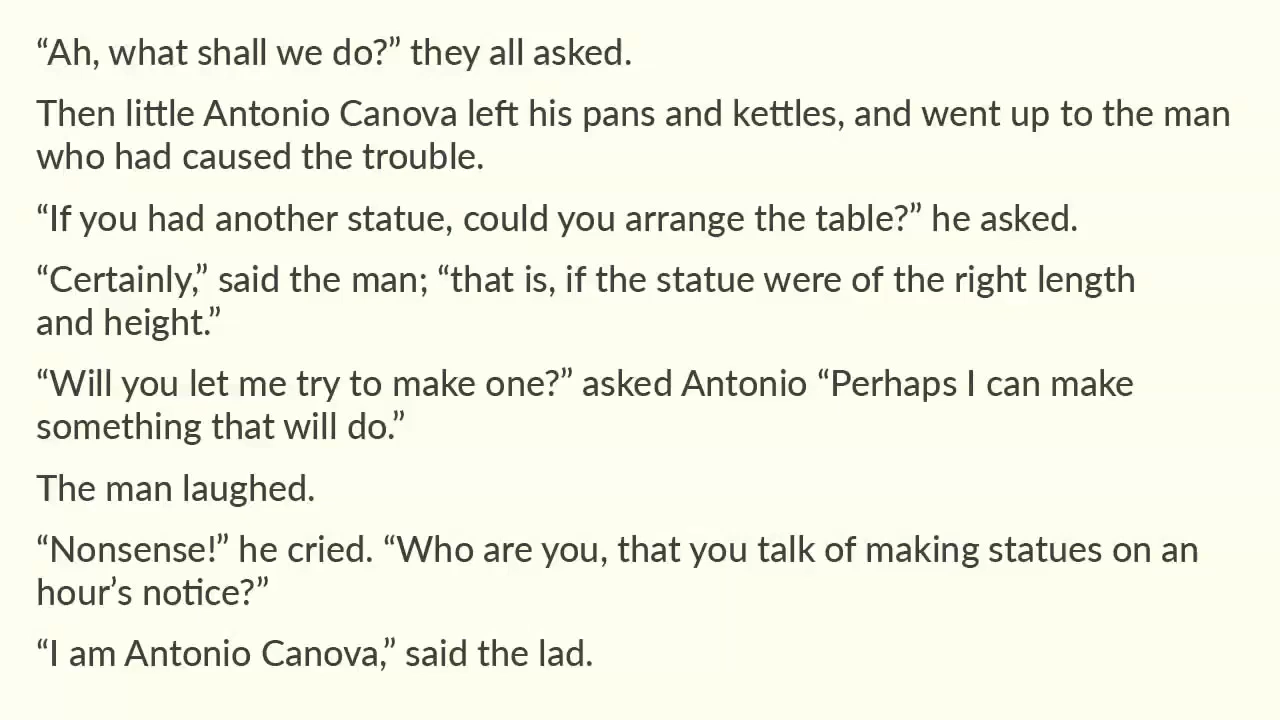 “Ah, what shall we do?” they all asked.
Then little Antonio Canova left his pans and kettles, and went up to the man
who had caused the trouble.
“If you had another statue, could you arrange the table?” he asked.
“Certainly,” said the man; “that is, if the statue were of the right length
and height.”
“Will you let me try to make one?” asked Antonio “Perhaps I can make
something that will do.”
The man laughed.
“Nonsense!” he cried. “Who are you, that you talk of making statues on an
hour’s notice?”
“I am Antonio Canova,” said the lad.